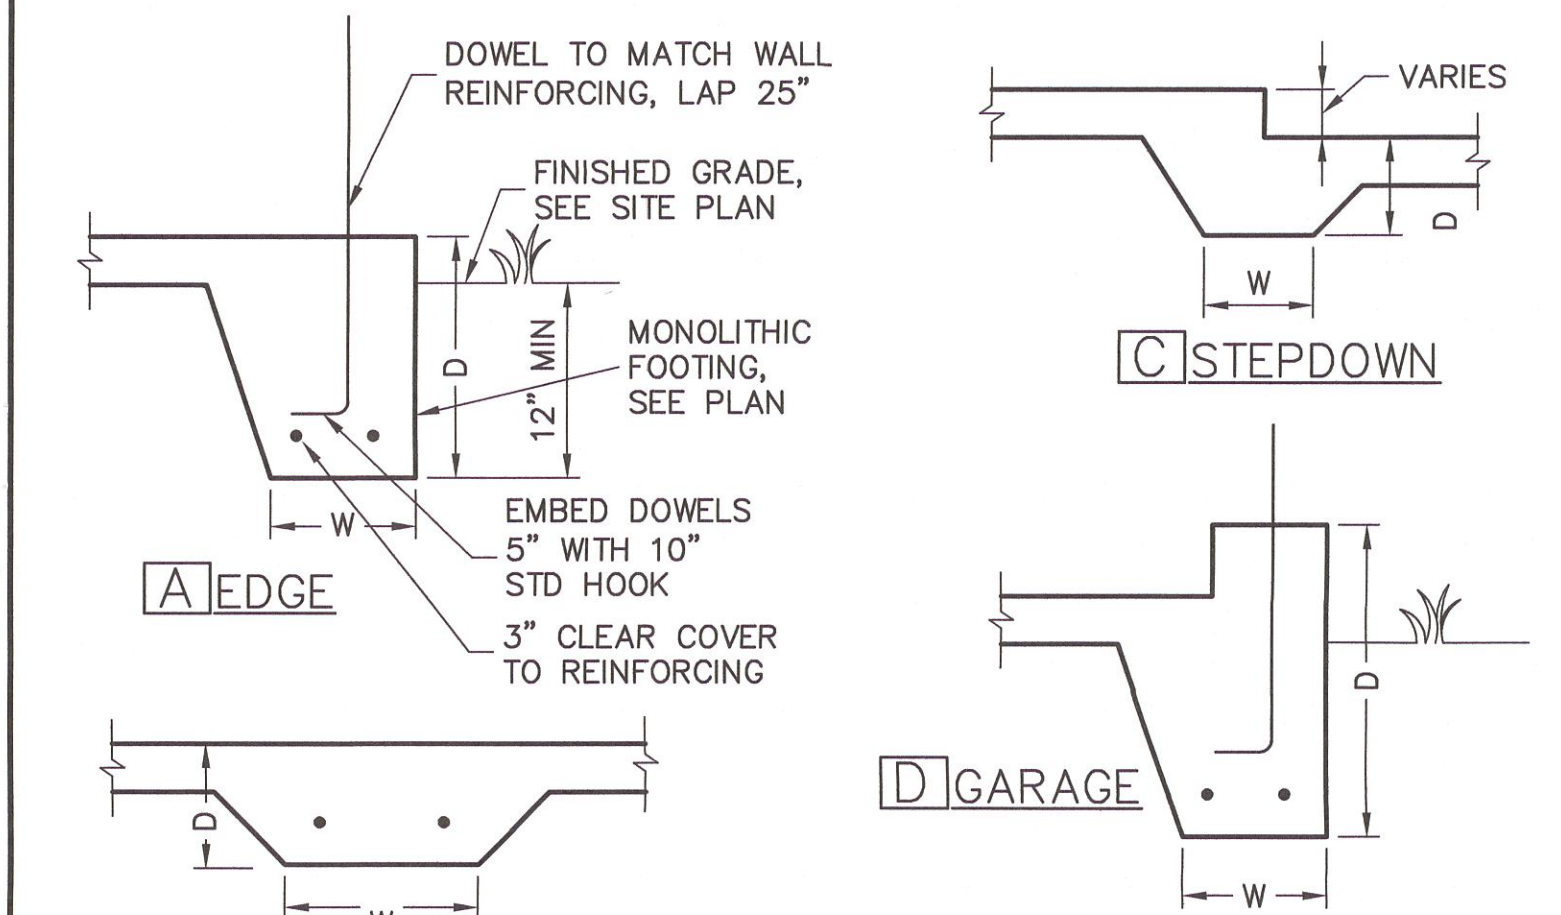 DOWEL TO MATCH WALL
REINFORCING, LAP 25"
FINISHED GRADE,
SEE SITE PLAN
MONOLITHIC
FOOTING,
SEE PLAN
D
12" MIN
W
EMBED DOWELS
5" WITH 10"
STD HOOK
A EDGE
3" CLEAR COVER
TO REINFORCING
D
W
VARIES
D
W
C STEPDOWN
D
D GARAGE
W